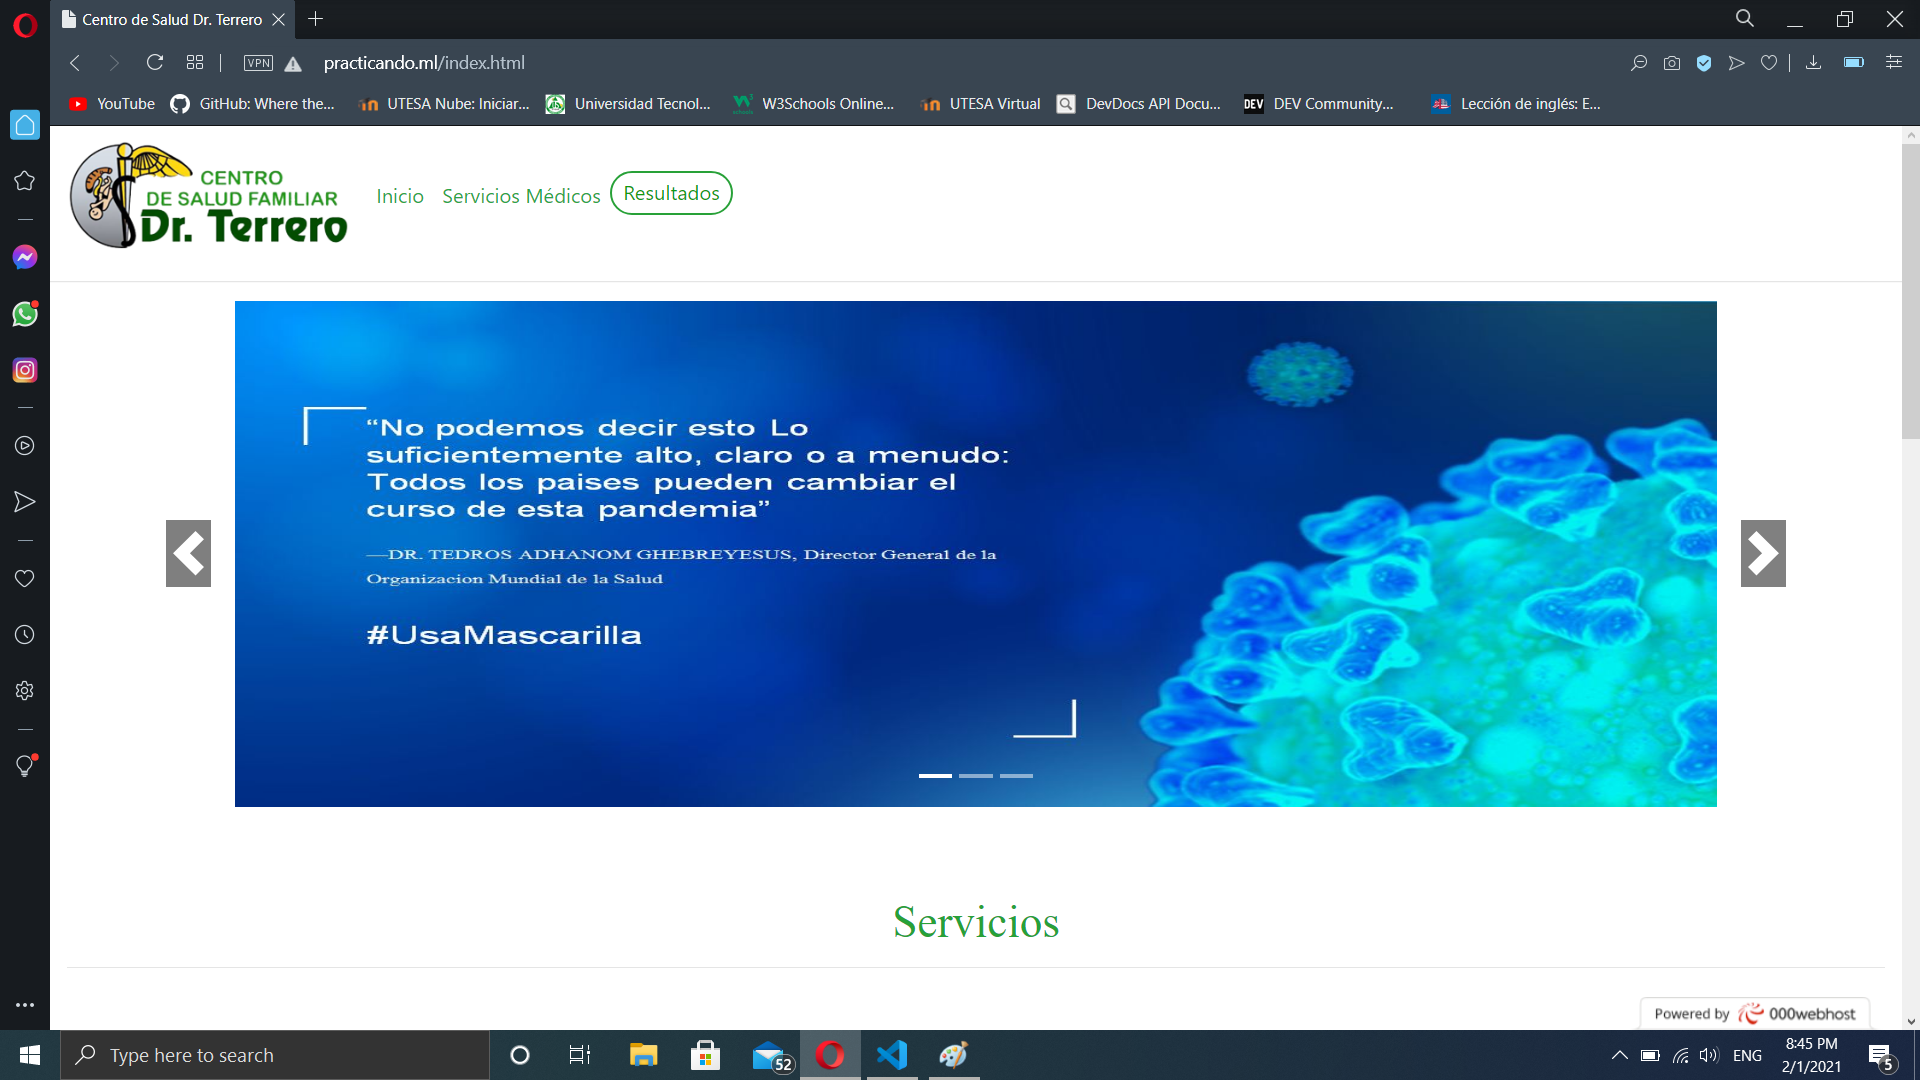 Centro de Salud Dr. Terrero
VPN
practicando.ml/index.html
YouTube
GitHub: Where the...
UTESA Nube: Iniciar...
Universidad Tecnol...
W3Schools Online...
UTESA Virtual
DevDocs API Docu...
DEV
DEV Community...
Lección de inglés: E...
CENTRO
DE SALUD FAMILIAR
Dr. Terrero
Inicio
Servicios Médicos
Resultados
“No podemos decir esto Lo
suficientemente alto, claro o a menudo:
Todos los paises pueden cambiar el
curso de esta pandemia”
—DR. TEDROS ADHANOM GHEBREYESUS, Director General de la
Organizacion Mundial de la Salud
#UsaMascarilla
Servicios
Powered by 000webhost
Type here to search
52
ENG
8:45 PM
2/1/2021
5